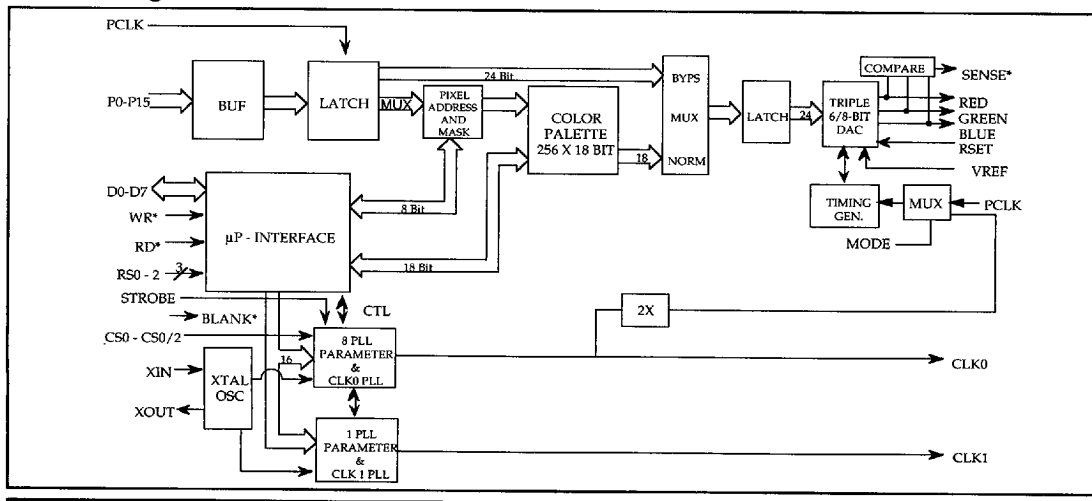 PCLK
P0-P15
BUF
LATCH
24 Bit
MUX
PIXEL
ADDRESS
AND
MASK
COLOR
PALETTE
256 X 18 BIT
18
BYPS
MUX
NORM
LATCH
24
TRIPLE
6/8-BIT
DAC
COMPARE
SENSE*
RED
GREEN
BLUE
RSET
VREF
TIMING
GEN.
MUX
PCLK
MODE
D0-D7
WR*
RD*
RS0 - 2
3
µP - INTERFACE
8 Bit
18 Bit
STROBE
BLANK*
CS0 - CS0/2
CTL
2X
16
8 PLL
PARAMETER
&
CLK0 PLL
CLK0
XIN
XOUT
XTAL
OSC
1 PLL
PARAMETER
&
CLK 1 PLL
CLK1